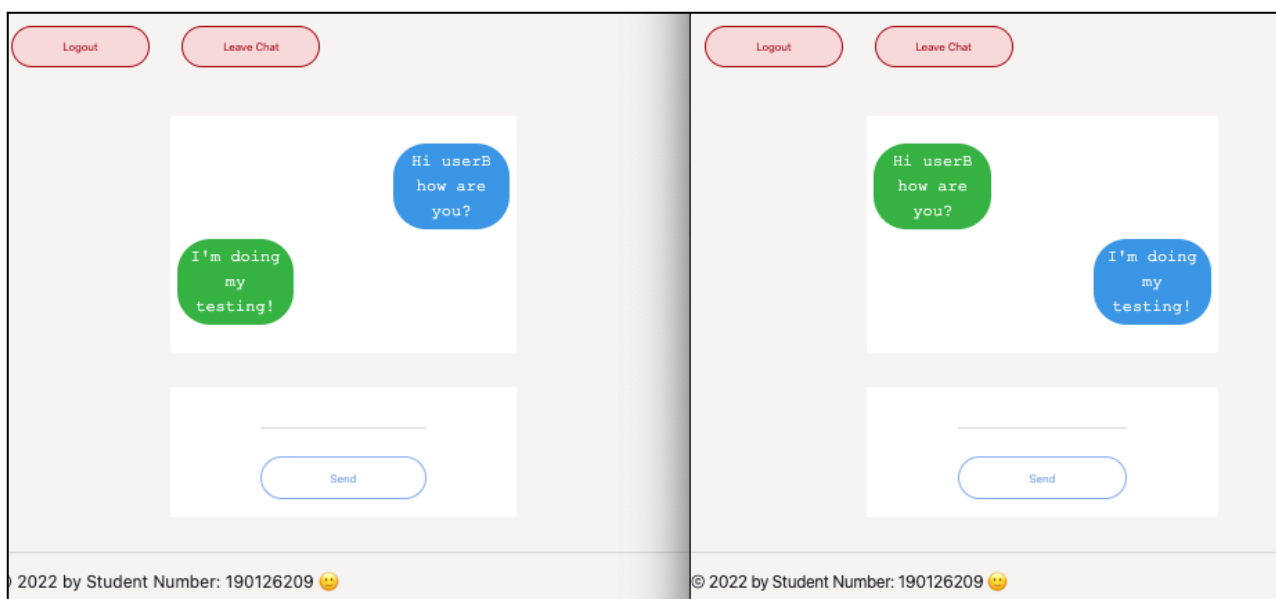 Logout Leave Chat
Hi userB
how are
you?
I'm doing
my
testing!
Send
2022 by Student Number: 190126209 🙂
Logout Leave Chat
Hi userB
how are
you?
I'm doing
my
testing!
Send
© 2022 by Student Number: 190126209 🙂